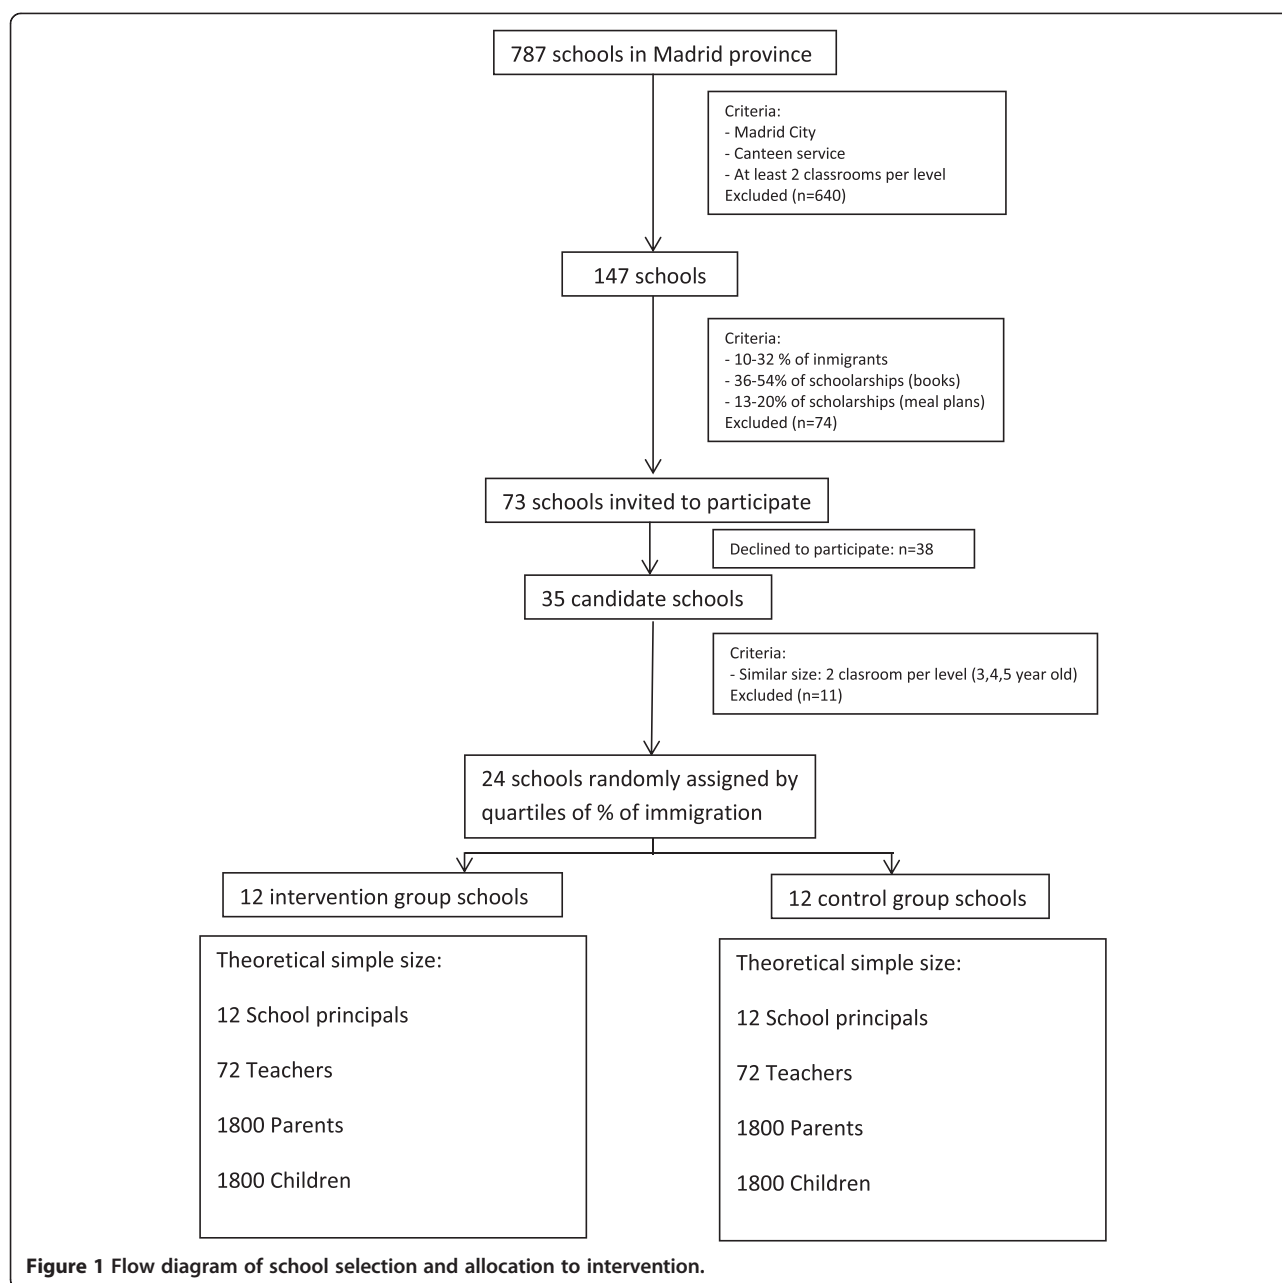 787 schools in Madrid province
Criteria:
- Madrid City
- Canteen service
- At least 2 classrooms per level
Excluded (n=640)
147 schools
Criteria:
- 10-32 % of inmigrants
- 36-54% of schoolarships (books)
- 13-20% of scholarships (meal plans)
Excluded (n=74)
73 schools invited to participate
Declined to participate: n=38
35 candidate schools
Criteria:
- Similar size: 2 clasroom per level (3,4,5 year old)
Excluded (n=11)
24 schools randomly assigned by
quartiles of % of immigration
12 intervention group schools
Theoretical simple size:
12 School principals
72 Teachers
1800 Parents
1800 Children
12 control group schools
Theoretical simple size:
12 School principals
72 Teachers
1800 Parents
1800 Children
Figure 1 Flow diagram of school selection and allocation to intervention.